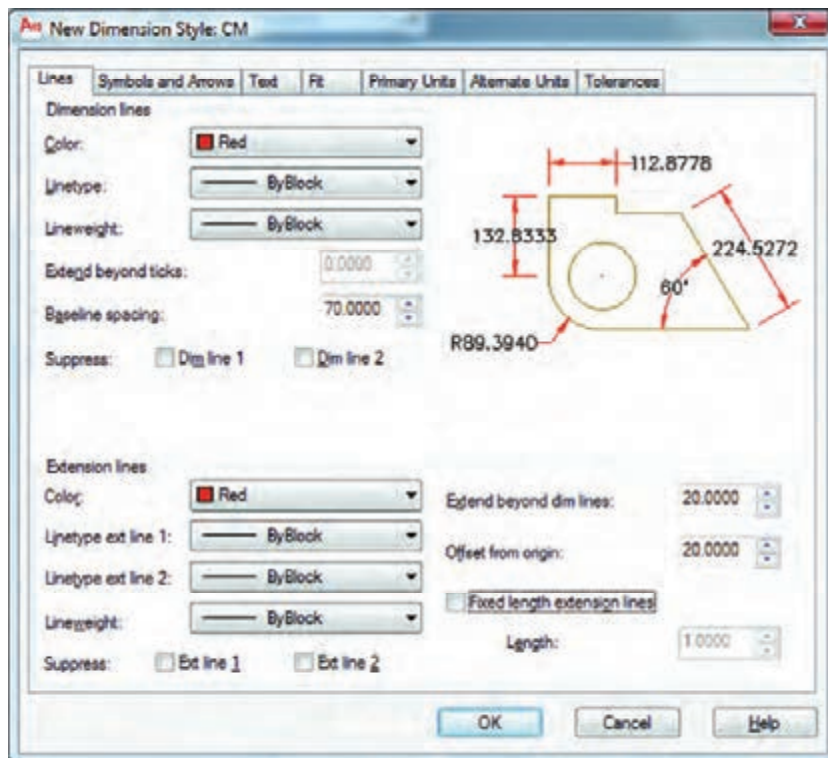 New Dimension Style: CM
Lines Symbols and Arrows Text Fit Primary Units Alternate Units Tolerances
Dimension lines
Color: Red
Linetype: ByBlock
Lineweight: ByBlock
Extend beyond ticks: 0.0000
Baseline spacing: 70.0000
Suppress: Dim line 1 Dim line 2
112.8778
132.8333
224.5272
60°
R89.3940
Extension lines
Color: Red
Linetype ext line 1: ByBlock
Linetype ext line 2: ByBlock
Lineweight: ByBlock
Suppress: Ext line 1 Ext line 2
Extend beyond dim lines: 20.0000
Offset from origin: 20.0000
Fixed length extension lines
Length: 1.0000
OK Cancel Help